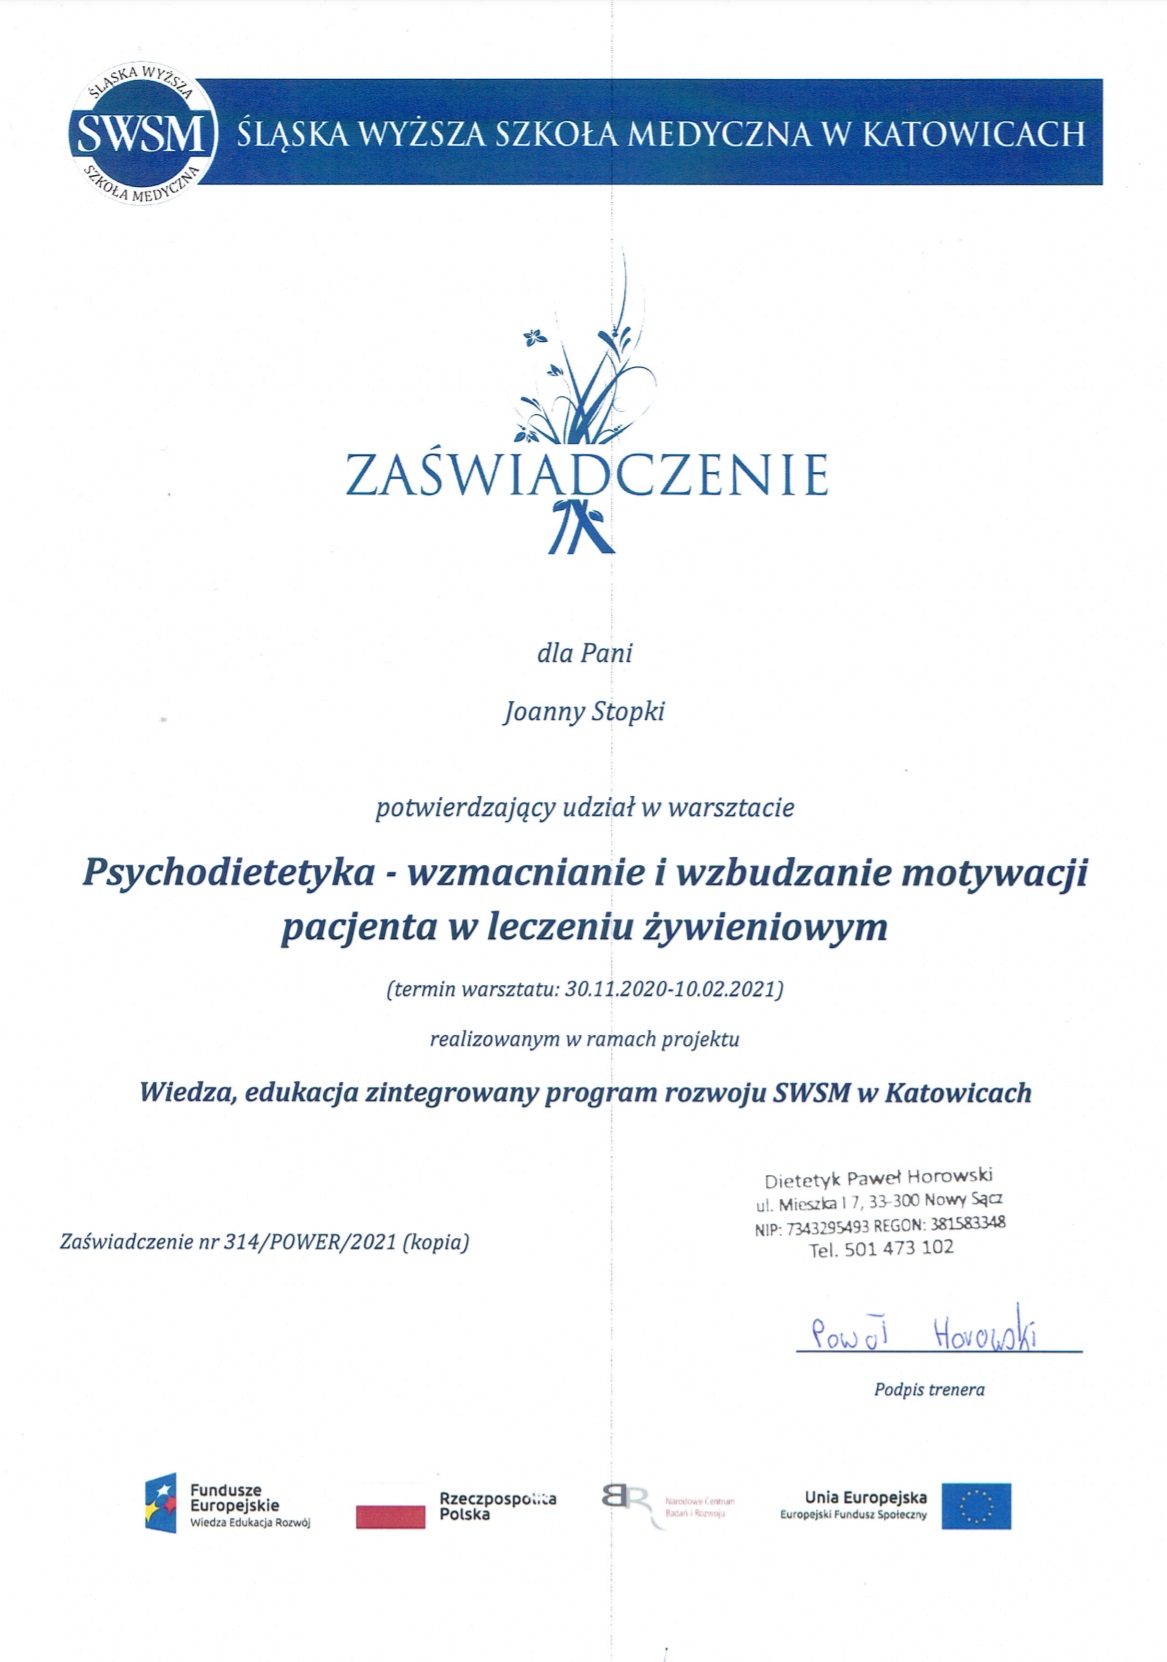 ŚLĄSKA WYŻSZA
SWSM
SZKOŁA MEDYCZNA
ŚLĄSKA WYŻSZA SZKOŁA MEDYCZNA W KATOWICACH
ZAŚWIADCZENIE
dla Pani
Joanny Stopki
potwierdzający udział w warsztacie
Psychodietetyka - wzmacnianie i wzbudzanie motywacji
pacjenta w leczeniu żywieniowym
(termin warsztatu: 30.11.2020-10.02.2021)
realizowanym w ramach projektu
Wiedza, edukacja zintegrowany program rozwoju SWSM w Katowicach
Dietetyk Paweł Horowski
ul. Mieszka I 7, 33-300 Nowy Sącz
NIP: 7343295493 REGON: 381583348
Tel. 501 473 102
Zaświadczenie nr 314/POWER/2021 (kopia)
Paweł Horowski
Podpis trenera
Fundusze
Europejskie
Wiedza Edukacja Rozwój
Rzeczpospolita
Polska
BR
Narodowe Centrum
Badań i Rozwoju
Unia Europejska
Europejski Fundusz Społeczny